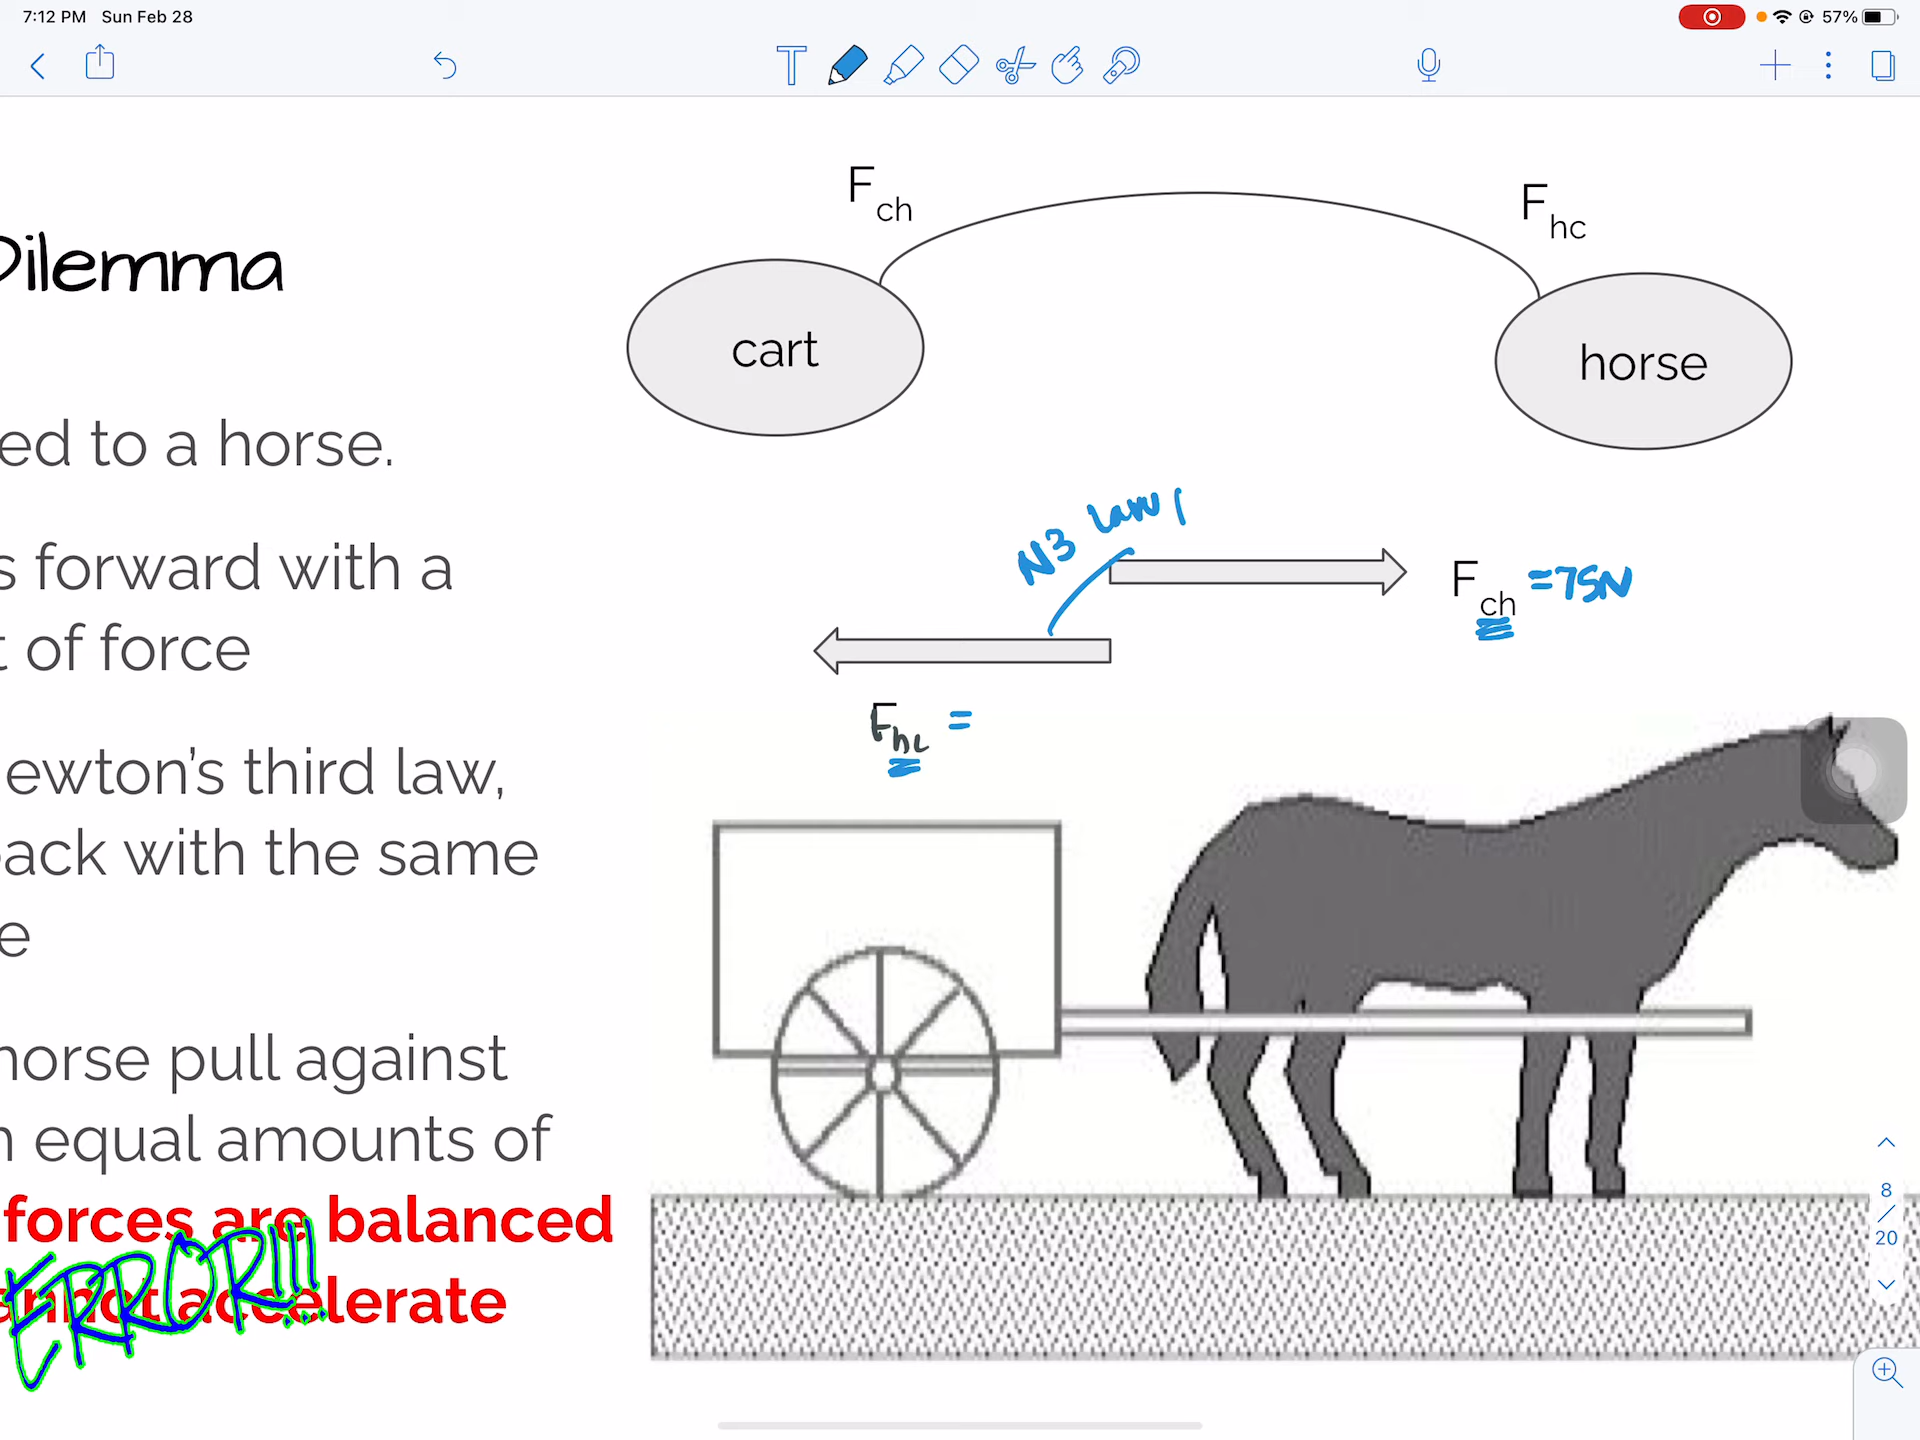 7:12 PM Sun Feb 28
57%
T
Dilemma
ed to a horse.
s forward with a
t of force
ewton's third law,
back with the same
e
horse pull against
n equal amounts of
forces are balanced
cannot accelerate
ERROR!!!
F ch
F hc
cart
horse
N3 Law
F ch =75N
F hc =
8
/
20